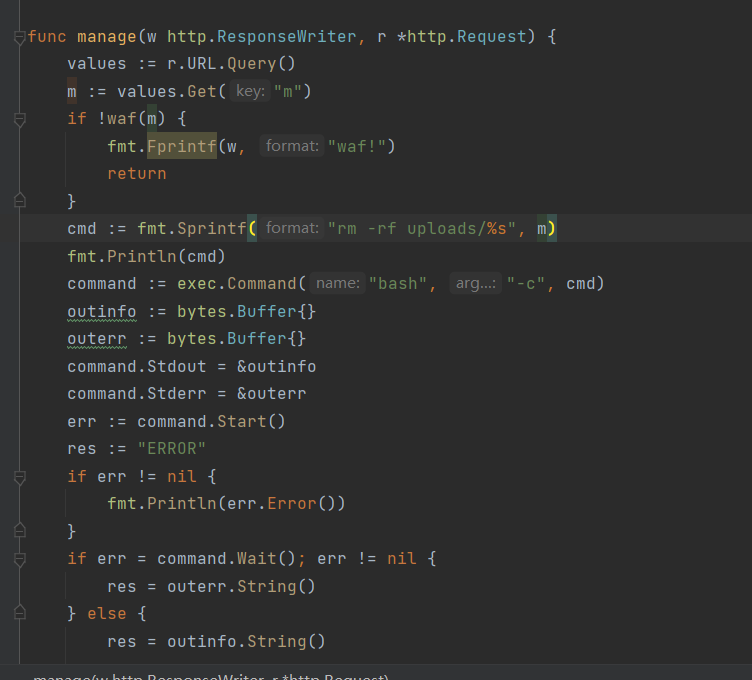 func manage(w http.ResponseWriter, r *http.Request) {
    values := r.URL.Query()
    m := values.Get( key: "m")
    if !waf(m) {
        fmt.Fprintf(w,  format: "waf!")
        return
    }
    cmd := fmt.Sprintf( format: "rm -rf uploads/%s", m)
    fmt.Println(cmd)
    command := exec.Command( name: "bash",  arg...: "-c", cmd)
    outinfo := bytes.Buffer{}
    outerr := bytes.Buffer{}
    command.Stdout = &outinfo
    command.Stderr = &outerr
    err := command.Start()
    res := "ERROR"
    if err != nil {
        fmt.Println(err.Error())
    }
    if err = command.Wait(); err != nil {
        res = outerr.String()
    } else {
        res = outinfo.String()
manage(w http.ResponseWriter, r *http.Request)